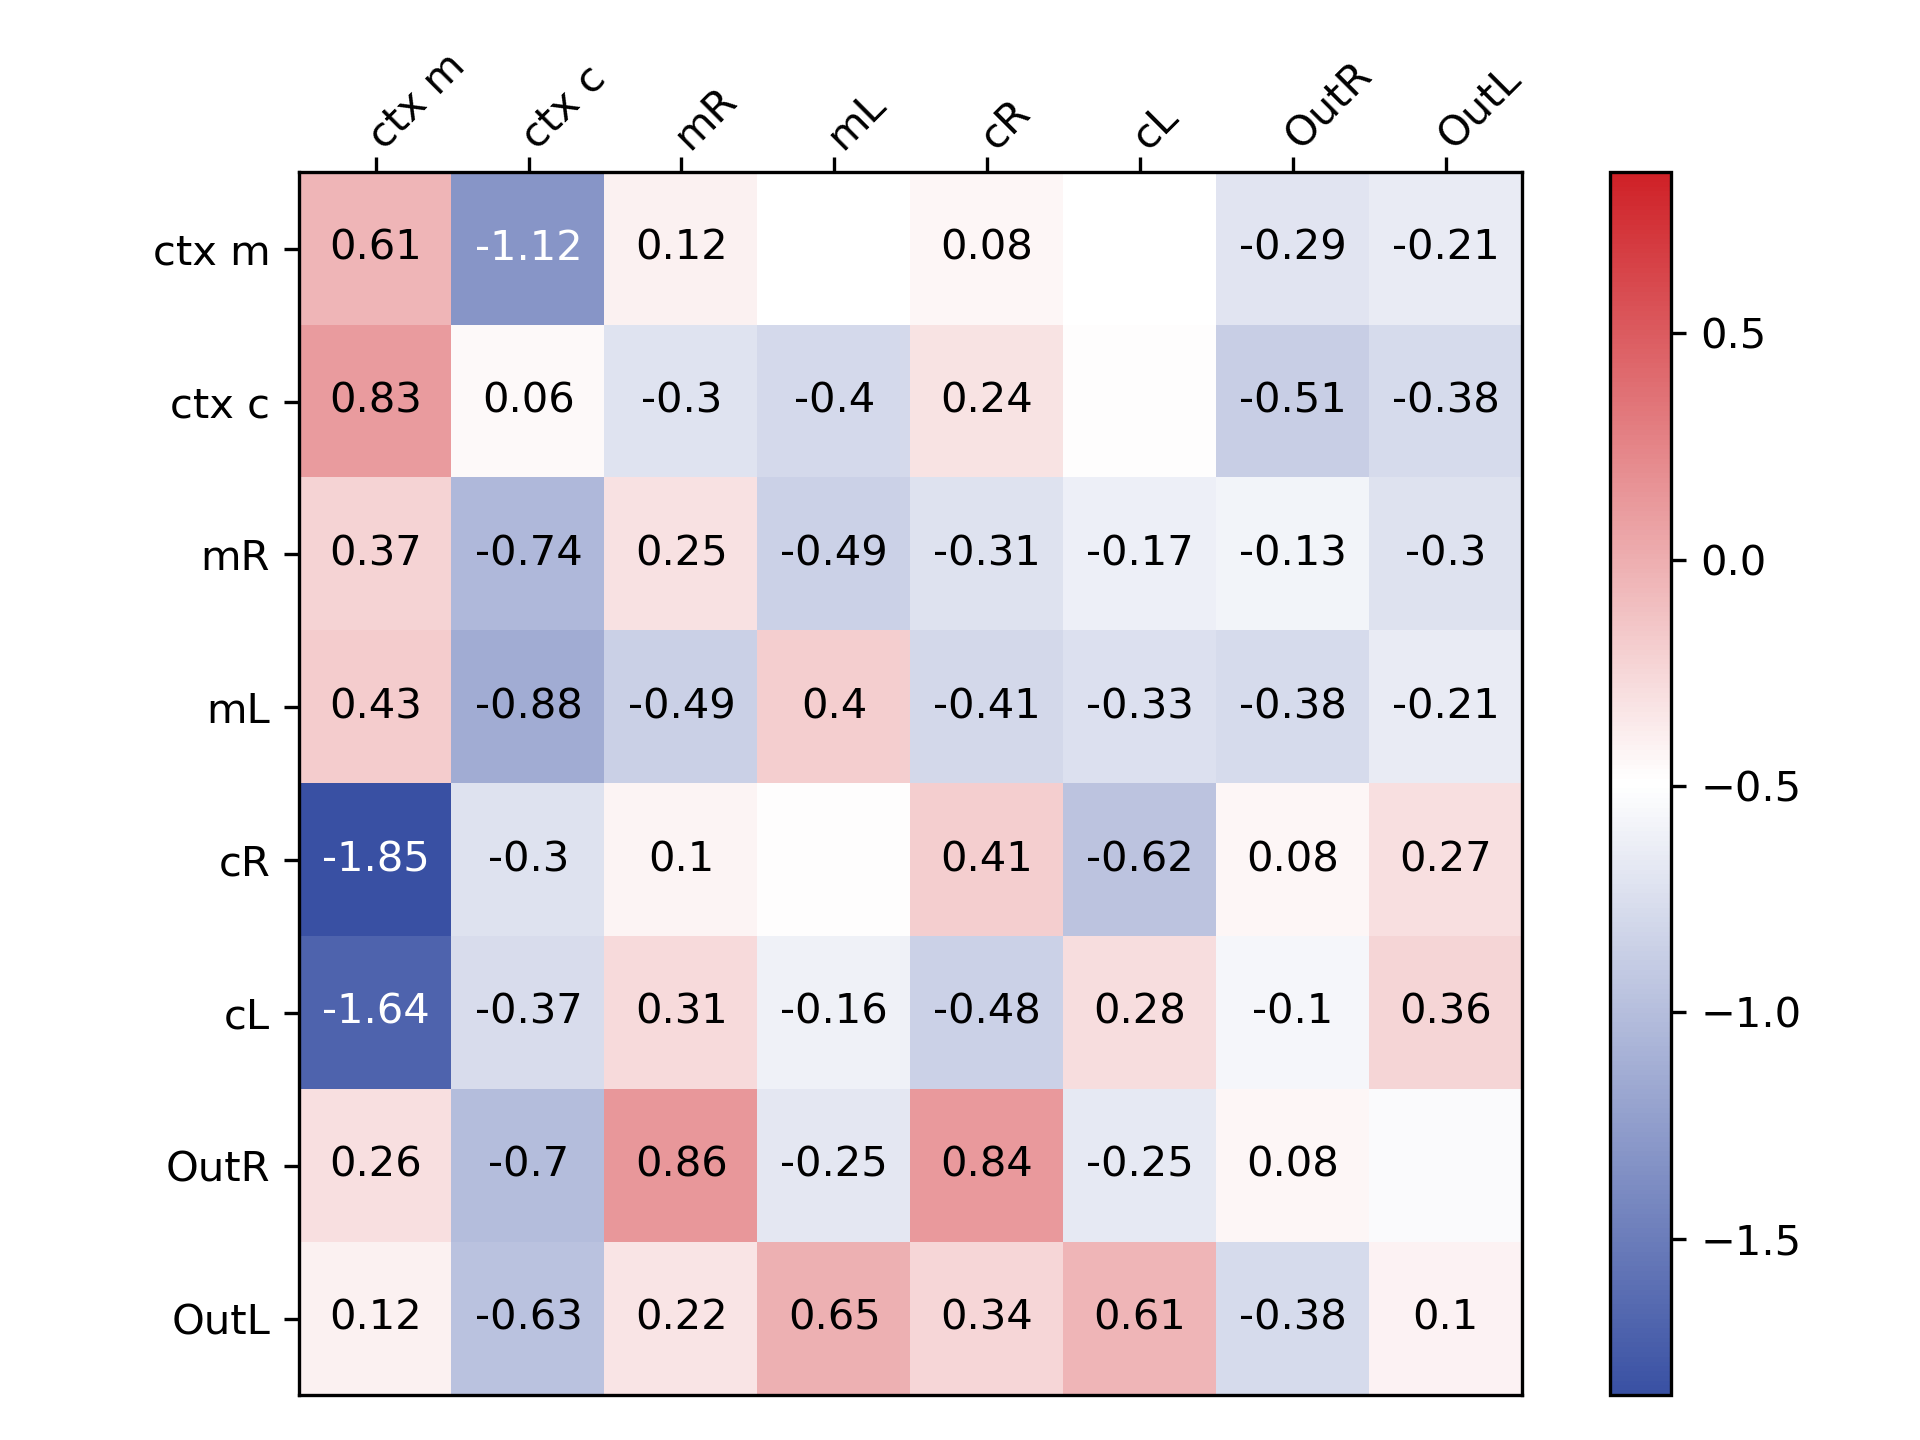 ctx m ctx c mR mL cR cL OutR OutL
ctx m 0.61 -1.12 0.12 0.08 -0.29 -0.21
ctx c 0.83 0.06 -0.3 -0.4 0.24 -0.51 -0.38
mR 0.37 -0.74 0.25 -0.49 -0.31 -0.17 -0.13 -0.3
mL 0.43 -0.88 -0.49 0.4 -0.41 -0.33 -0.38 -0.21
cR -1.85 -0.3 0.1 0.41 -0.62 0.08 0.27
cL -1.64 -0.37 0.31 -0.16 -0.48 0.28 -0.1 0.36
OutR 0.26 -0.7 0.86 -0.25 0.84 -0.25 0.08
OutL 0.12 -0.63 0.22 0.65 0.34 0.61 -0.38 0.1
0.5
0.0
−0.5
−1.0
−1.5